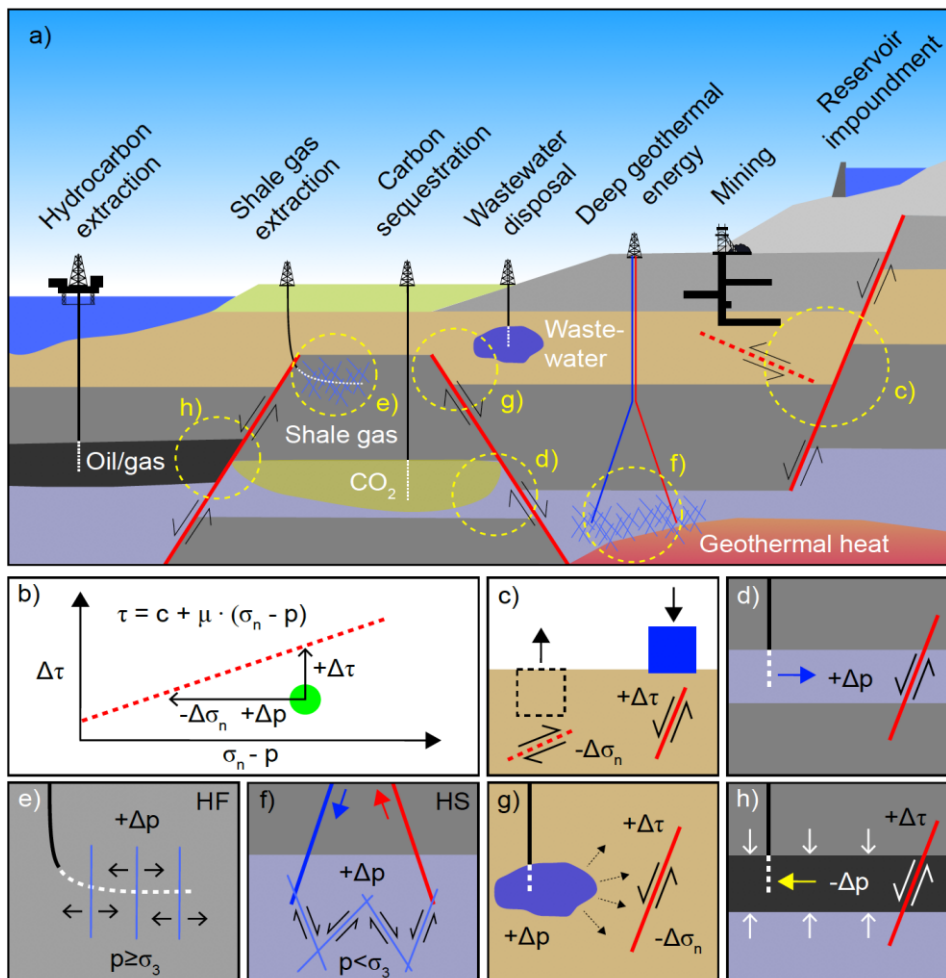 a)
Hydrocarbon
extraction
Shale gas
extraction
Carbon
sequestration
Wastewater
disposal
Deep geothermal
energy
Mining
Reservoir
impoundment
Waste-
water
c)
e)
g)
h)
Shale gas
Oil/gas
d)
f)
CO₂
Geothermal heat
b)
τ = c + μ · (σₙ - p)
Δτ
+Δτ
-Δσₙ +Δp
σₙ - p
c)
+Δτ
-Δσₙ
d)
+Δp
e)
HF
+Δp
p≥σ₃
f)
HS
+Δp
p<σ₃
g)
+Δτ
+Δp
-Δσₙ
h)
+Δτ
-Δp